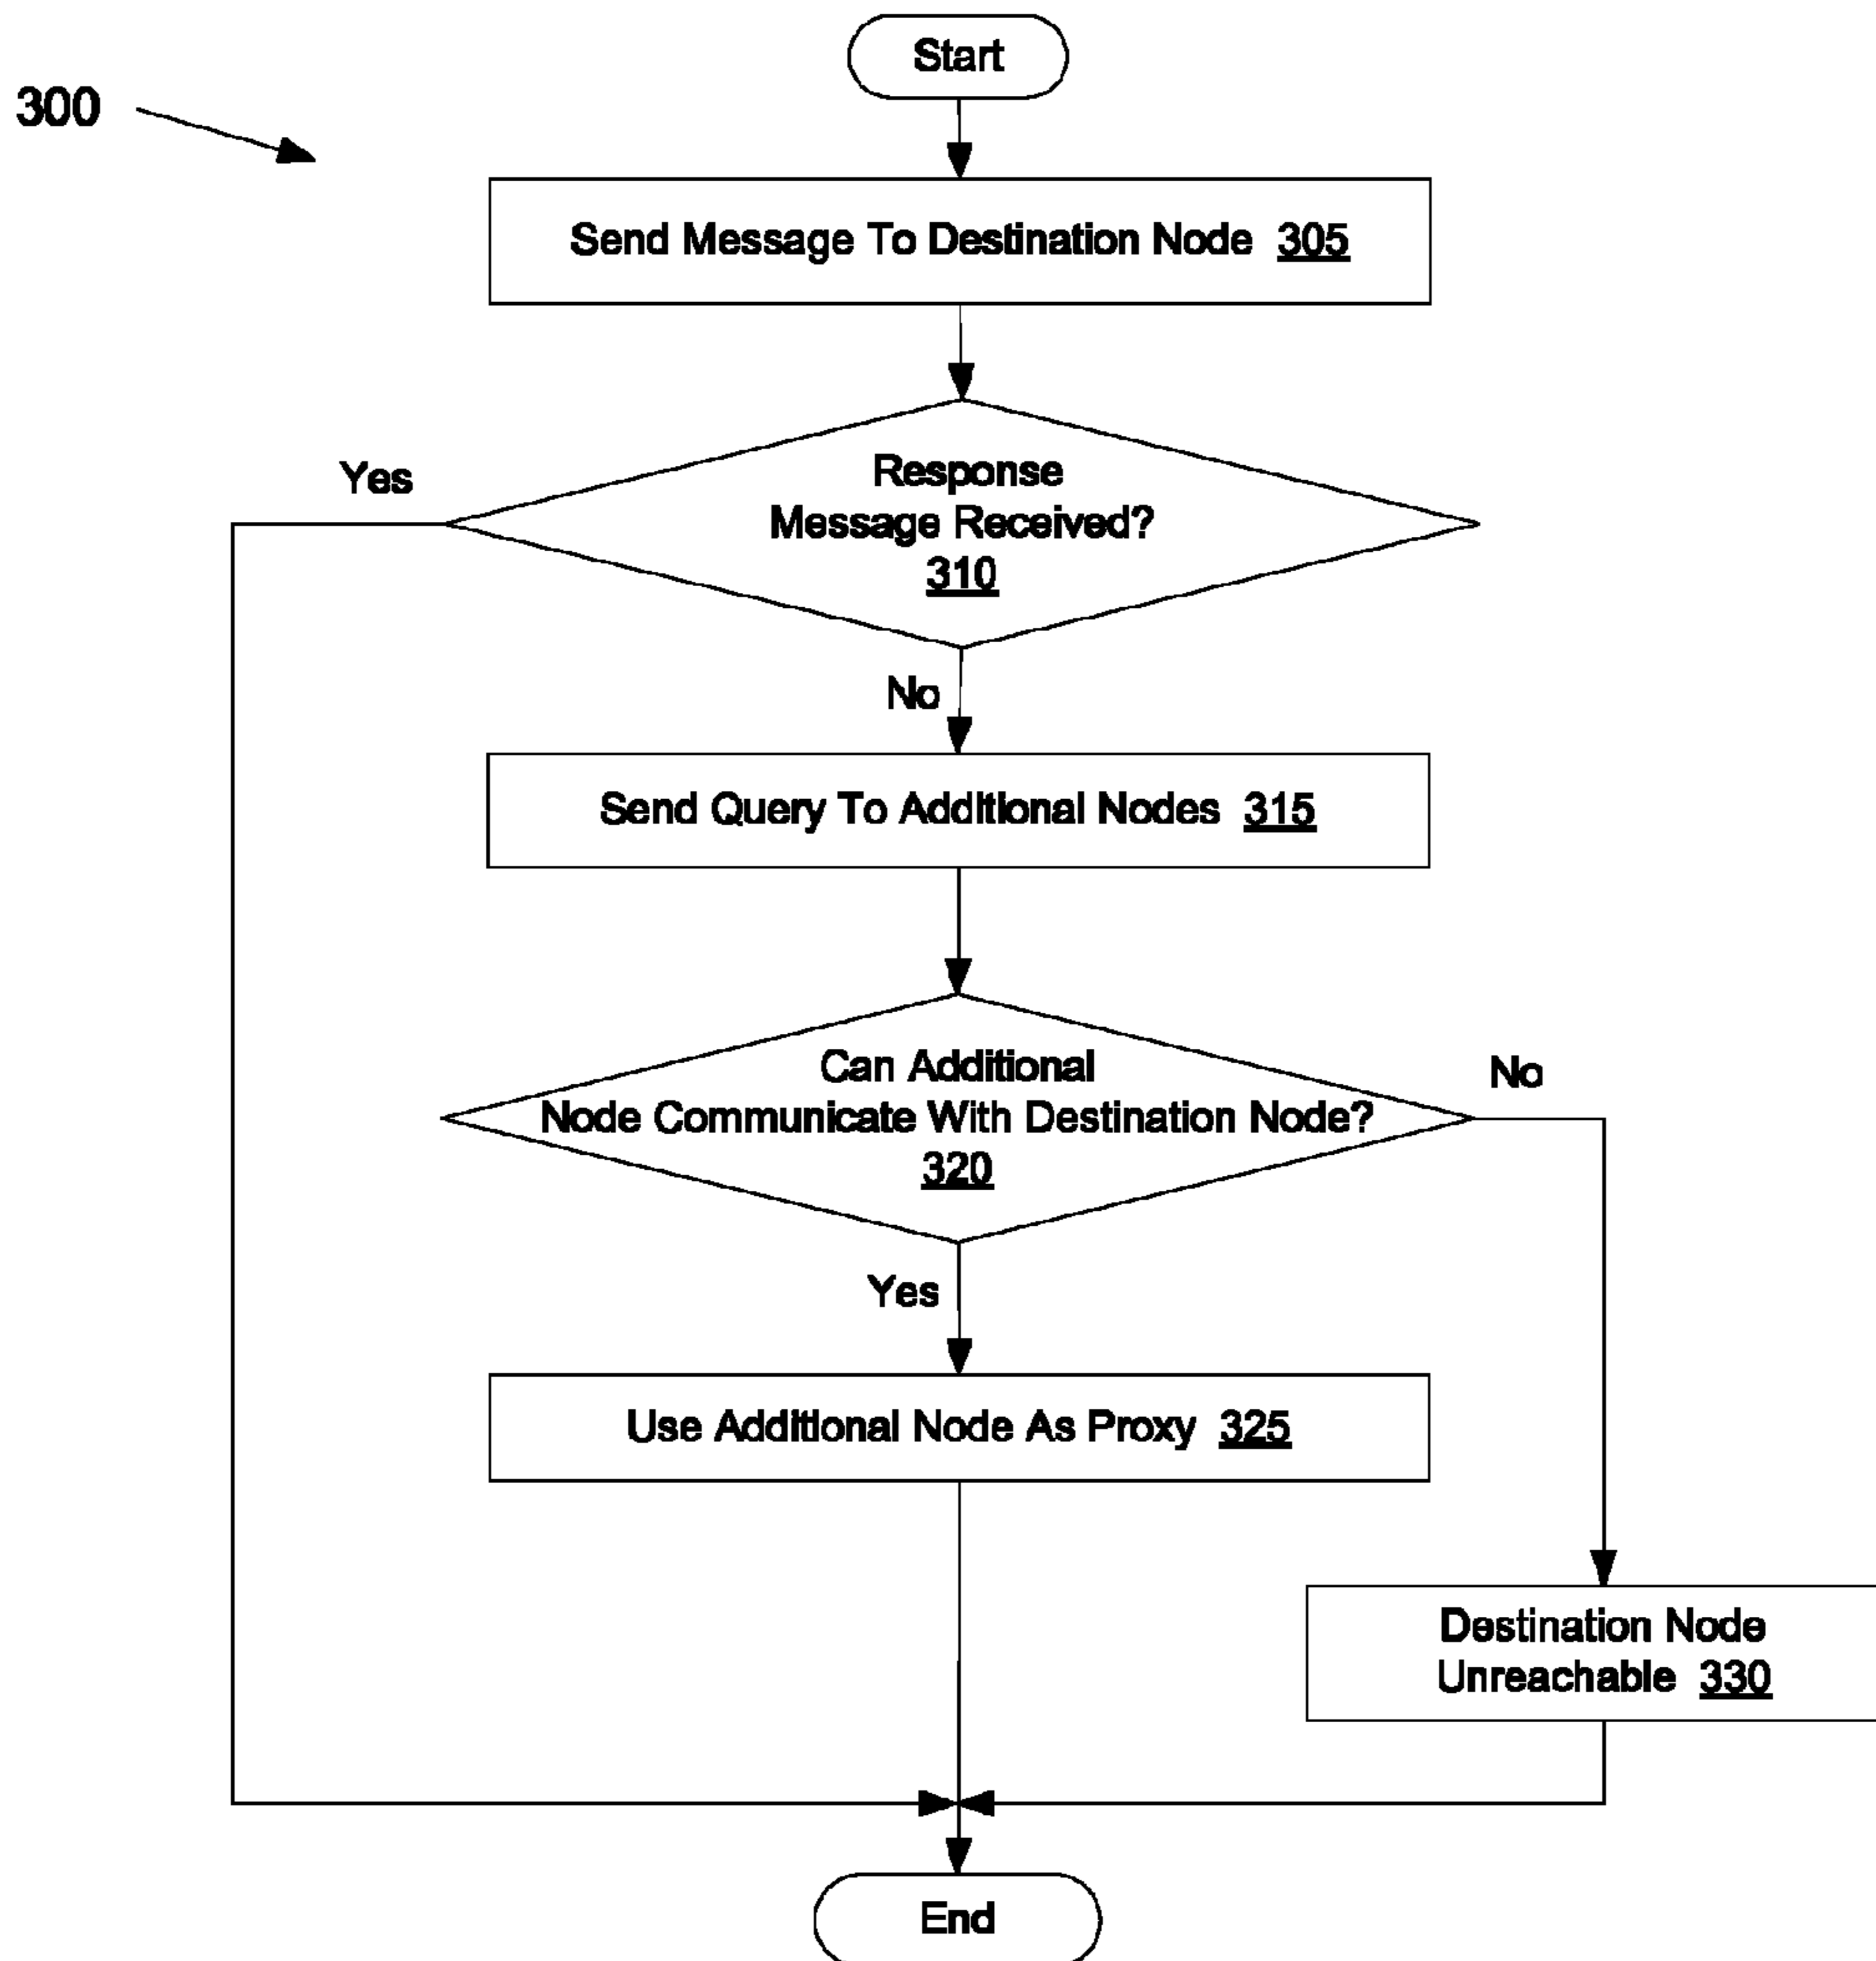 Start
300
Send Message To Destination Node 305
Yes
Response
Message Received?
310
No
Send Query To Additional Nodes 315
Can Additional
Node Communicate With Destination Node?
320
No
Yes
Use Additional Node As Proxy 325
Destination Node
Unreachable 330
End